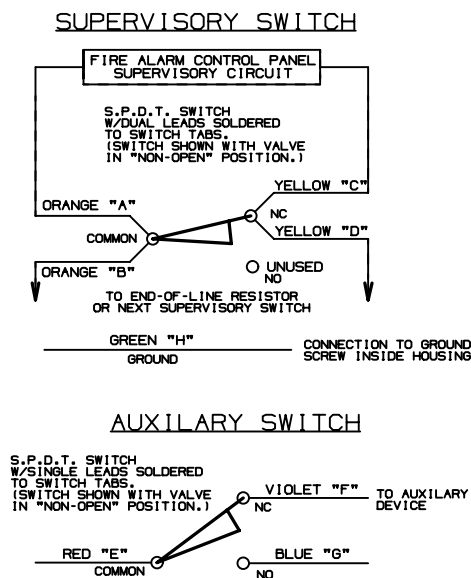 SUPERVISORY SWITCH
FIRE ALARM CONTROL PANEL
SUPERVISORY CIRCUIT
S.P.D.T. SWITCH
W/DUAL LEADS SOLDERED
TO SWITCH TABS.
(SWITCH SHOWN WITH VALVE
IN "NON-OPEN" POSITION.)
YELLOW "C"
ORANGE "A"
NC
COMMON
YELLOW "D"
ORANGE "B"
UNUSED
NO
TO END-OF-LINE RESISTOR
OR NEXT SUPERVISORY SWITCH
GREEN "H"
GROUND
CONNECTION TO GROUND
SCREW INSIDE HOUSING
AUXILARY SWITCH
S.P.D.T. SWITCH
W/SINGLE LEADS SOLDERED
TO SWITCH TABS.
(SWITCH SHOWN WITH VALVE
IN "NON-OPEN" POSITION.)
VIOLET "F"
NC
TO AUXILARY
DEVICE
RED "E"
COMMON
BLUE "G"
NO